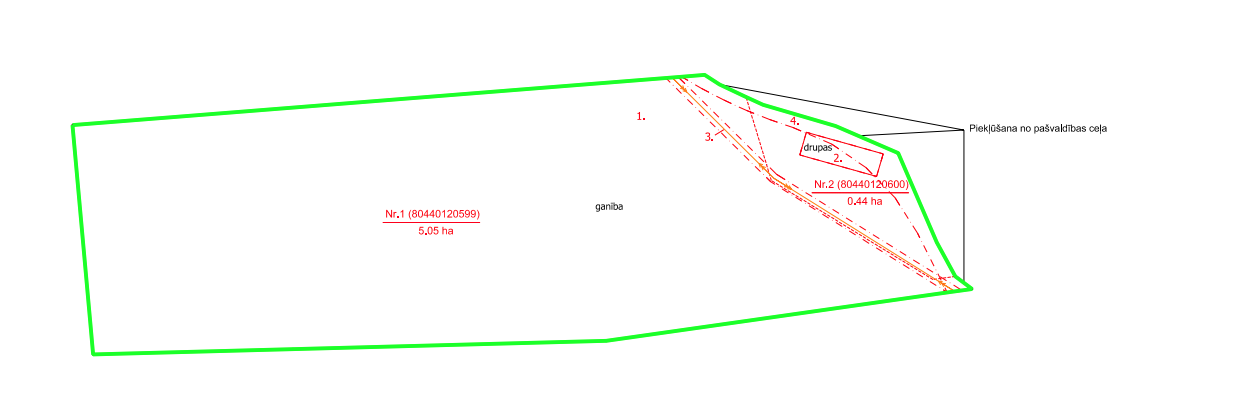 1.
4.
Piekļūšana no pašvaldības ceļa
3.
drupas
2.
Nr.2 (80440120600)
0.44 ha
ganība
Nr.1 (80440120599)
5.05 ha